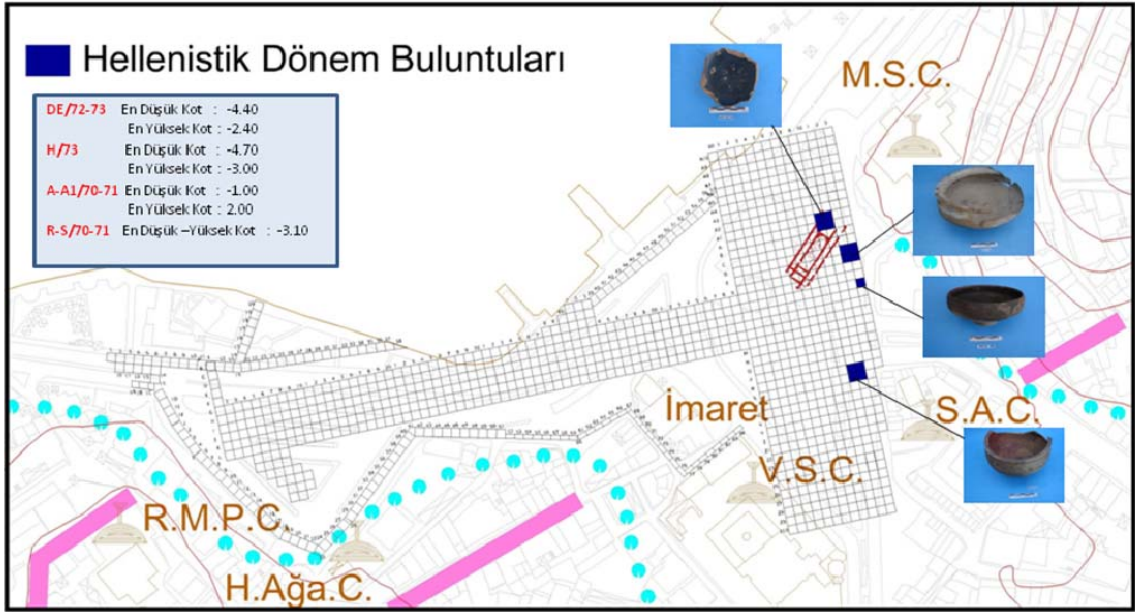 Hellenistik Dönem Buluntuları
DE/72-73 En Düşük Kot : -4.40
En Yüksek Kot : -2.40
H/73 En Düşük Kot : -4.70
En Yüksek Kot : -3.00
A-A1/70-71 En Düşük Kot : -1.00
En Yüksek Kot : 2.00
R-S/70-71 En Düşük –Yüksek Kot : -3.10
M.S.C.
İmaret
S.A.C.
V.S.C.
R.M.P.C.
H.Ağa.C.